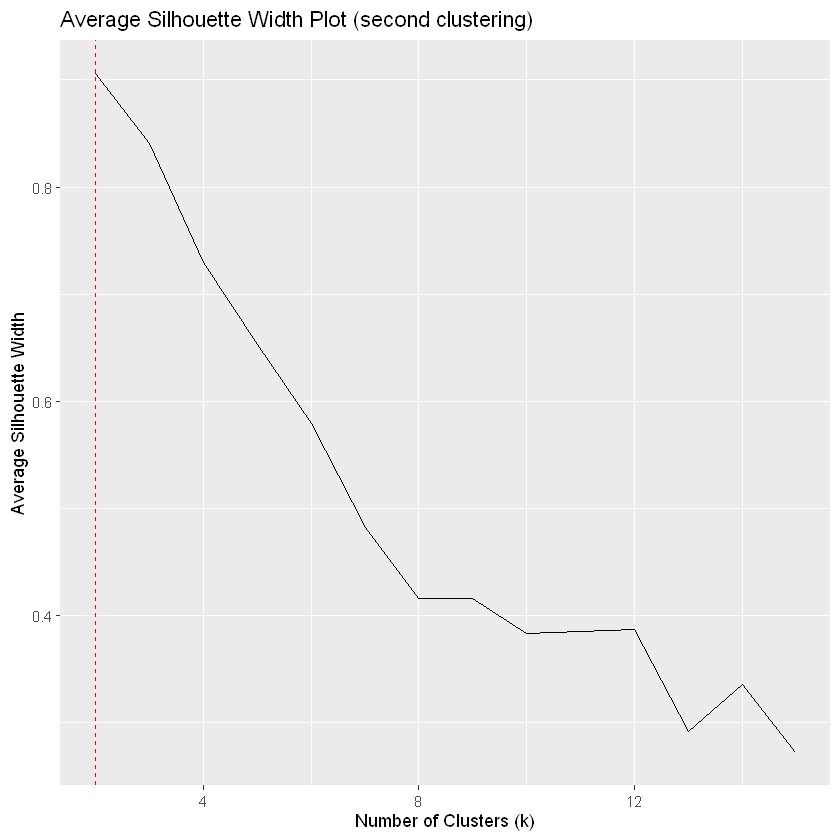 Average Silhouette Width Plot (second clustering)
Average Silhouette Width
0.8
0.6
0.4
4
8
12
Number of Clusters (k)